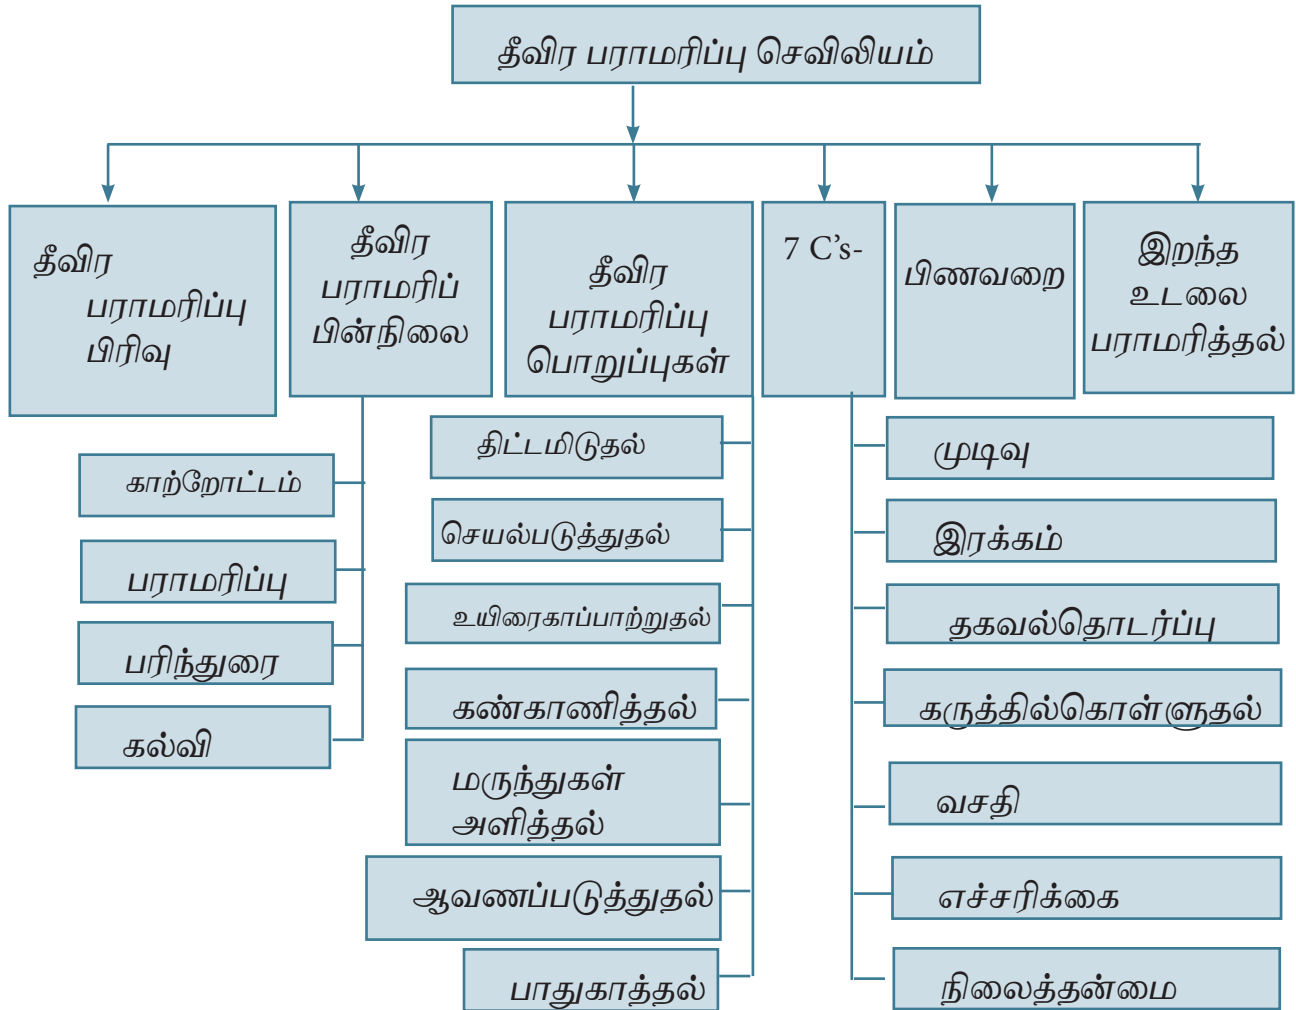 தீவிர பராமரிப்பு செவிலியம்
தீவிர
பராமரிப்பு
பிரிவு
தீவிர
பராமரிப்
பின்நிலை
தீவிர
பராமரிப்பு
பொறுப்புகள்
7 C's-
பிணவறை
இறந்த
உடலை
பராமரித்தல்
காற்றோட்டம்
பராமரிப்பு
பரிந்துரை
கல்வி
திட்டமிடுதல்
செயல்படுத்துதல்
உயிரைகாப்பாற்றுதல்
கண்காணித்தல்
மருந்துகள்
அளித்தல்
ஆவணப்படுத்துதல்
பாதுகாத்தல்
முடிவு
இரக்கம்
தகவல்தொடர்ப்பு
கருத்தில்கொள்ளுதல்
வசதி
எச்சரிக்கை
நிலைத்தன்மை